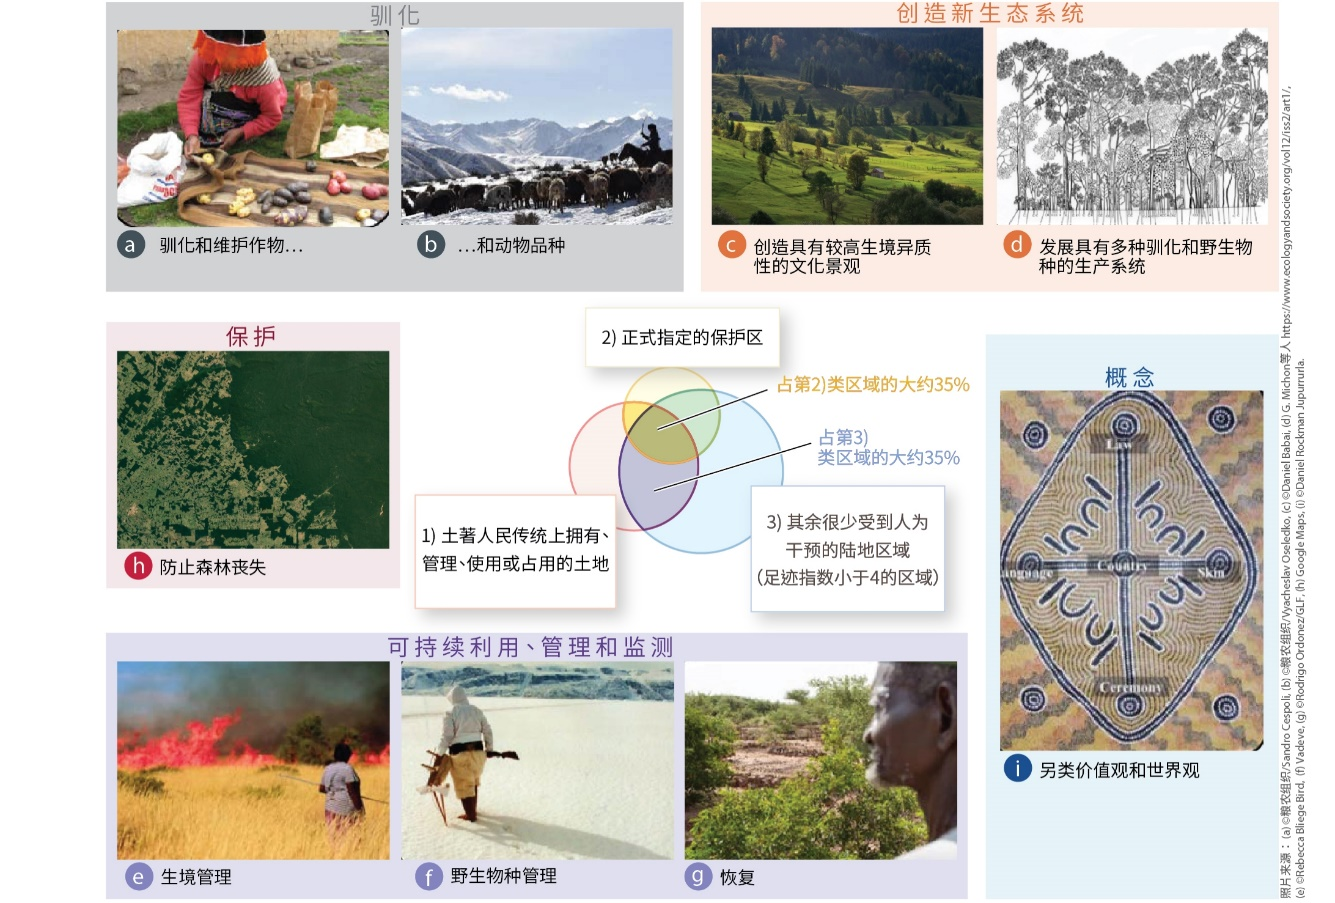 驯化
a 驯化和维护作物…
b …和动物品种
创造新生态系统
c 创造具有较高生境异质
性的文化景观
d 发展具有多种驯化和野生物
种的生产系统
保护
h 防止森林丧失
2) 正式指定的保护区
占第2)类区域的大约35%
占第3)
类区域的大约35%
1) 土著人民传统上拥有、
管理、使用或占用的土地
3) 其余很少受到人为
干预的陆地区域
（足迹指数小于4的区域）
概念
Law
Country
Skin
Ceremony
i 另类价值观和世界观
可持续利用、管理和监测
e 生境管理
f 野生物种管理
g 恢复
照片来源：(a) ©粮农组织/Sandro Cespoli, (b) ©粮农组织/Vyacheslav Oseledko, (c) ©Daniel Babai, (d) G. Michon等人 https://www.ecologyandsociety.org/vol12/iss2/art1/,
(e) ©Rebecca Bliege Bird, (f) Vadeve, (g) ©Rodrigo Ordonez/GLF, (h) Google Maps, (i) ©Daniel Rockman Jupurrurla.